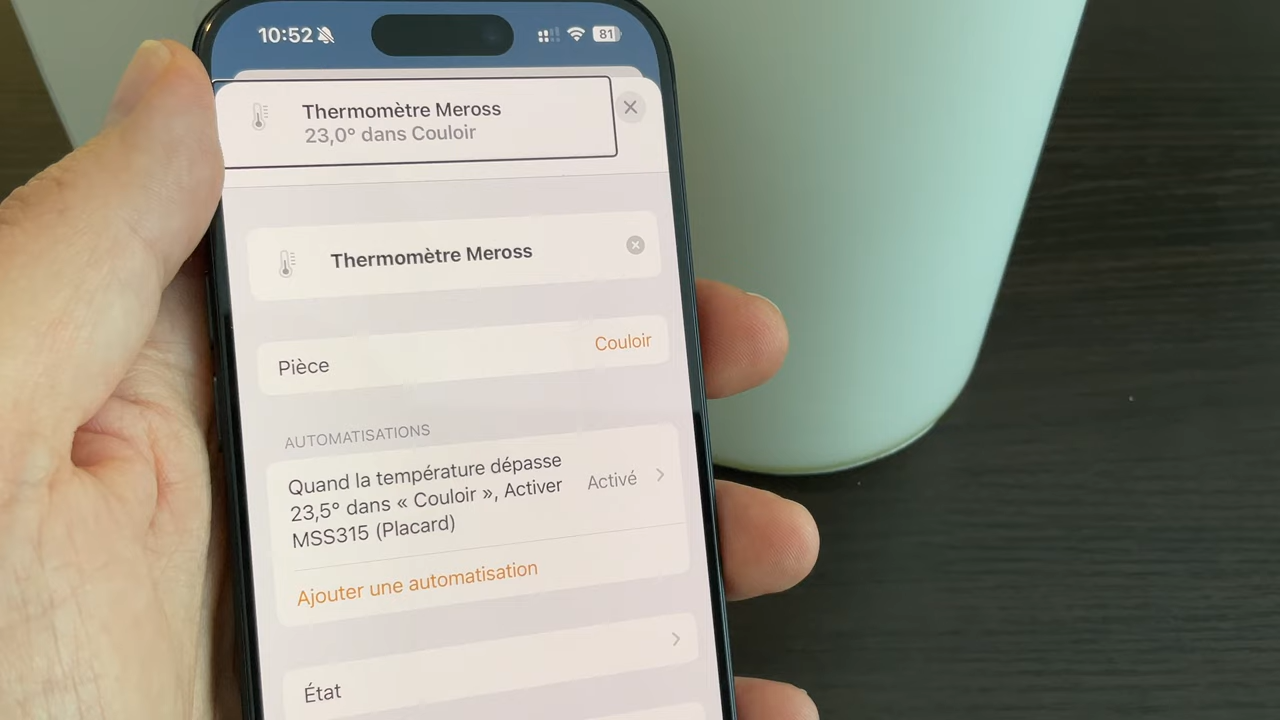 10:52
81
Thermomètre Meross
23,0° dans Couloir
Thermomètre Meross
Pièce
Couloir
AUTOMATISATIONS
Quand la température dépasse
23,5° dans « Couloir », Activer
MSS315 (Placard)
Activé
Ajouter une automatisation
État